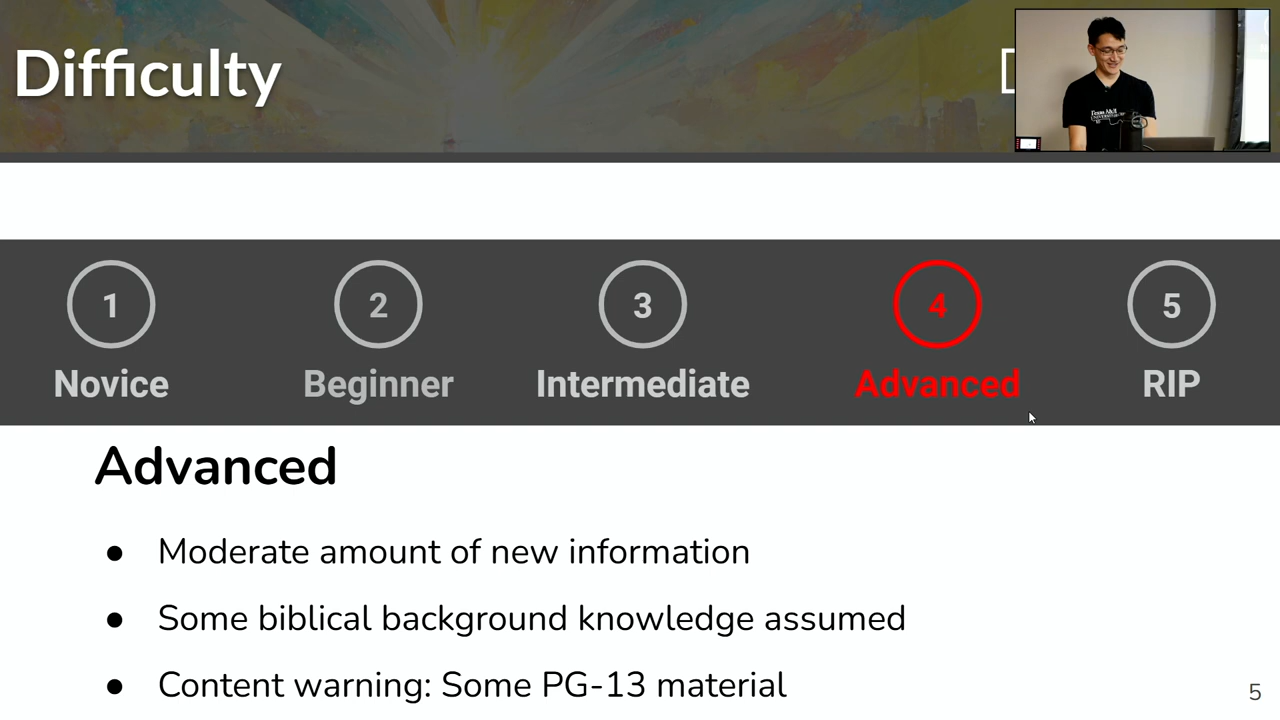 Difficulty
1
2
3
4
5
Novice
Beginner
Intermediate
Advanced
RIP
Advanced
● Moderate amount of new information
● Some biblical background knowledge assumed
● Content warning: Some PG-13 material
5